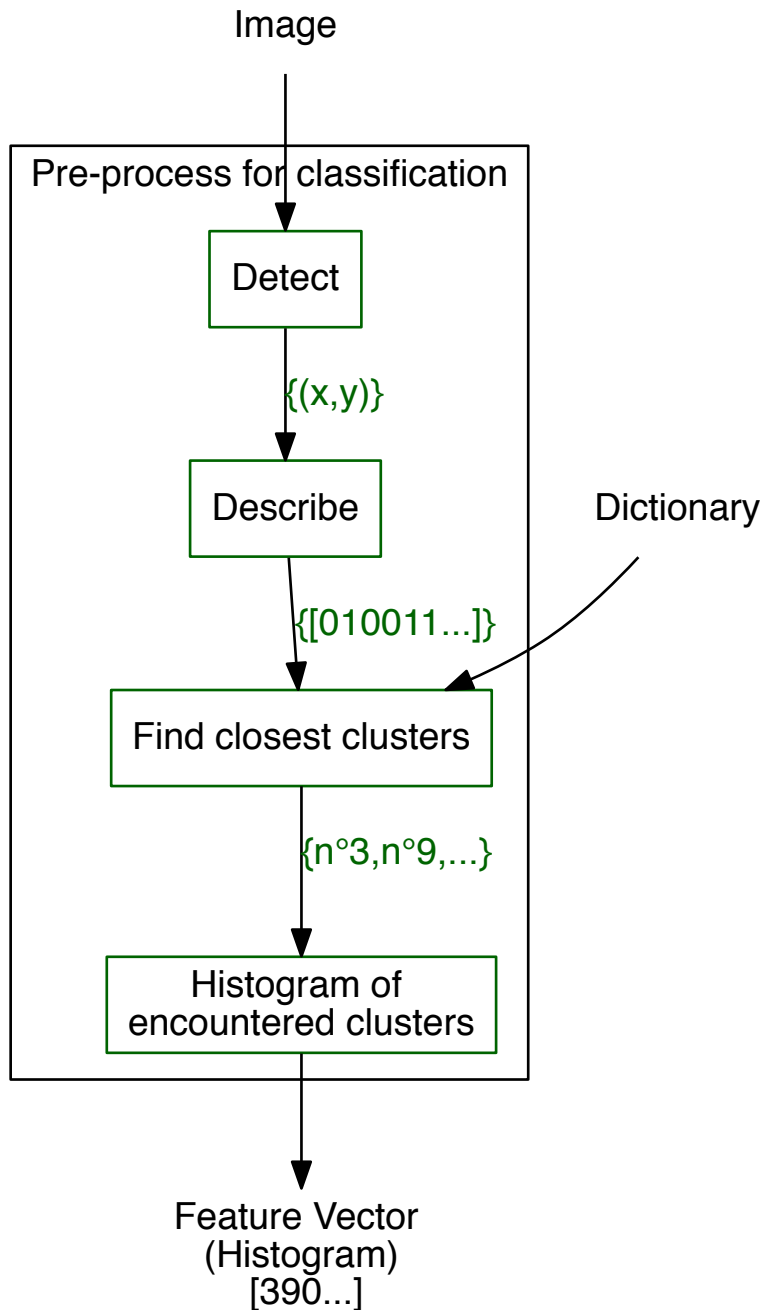 Image
Pre-process for classification
Detect
{(x,y)}
Describe
Dictionary
{[010011...]}
Find closest clusters
{n°3,n°9,...}
Histogram of
encountered clusters
Feature Vector
(Histogram)
[390...]